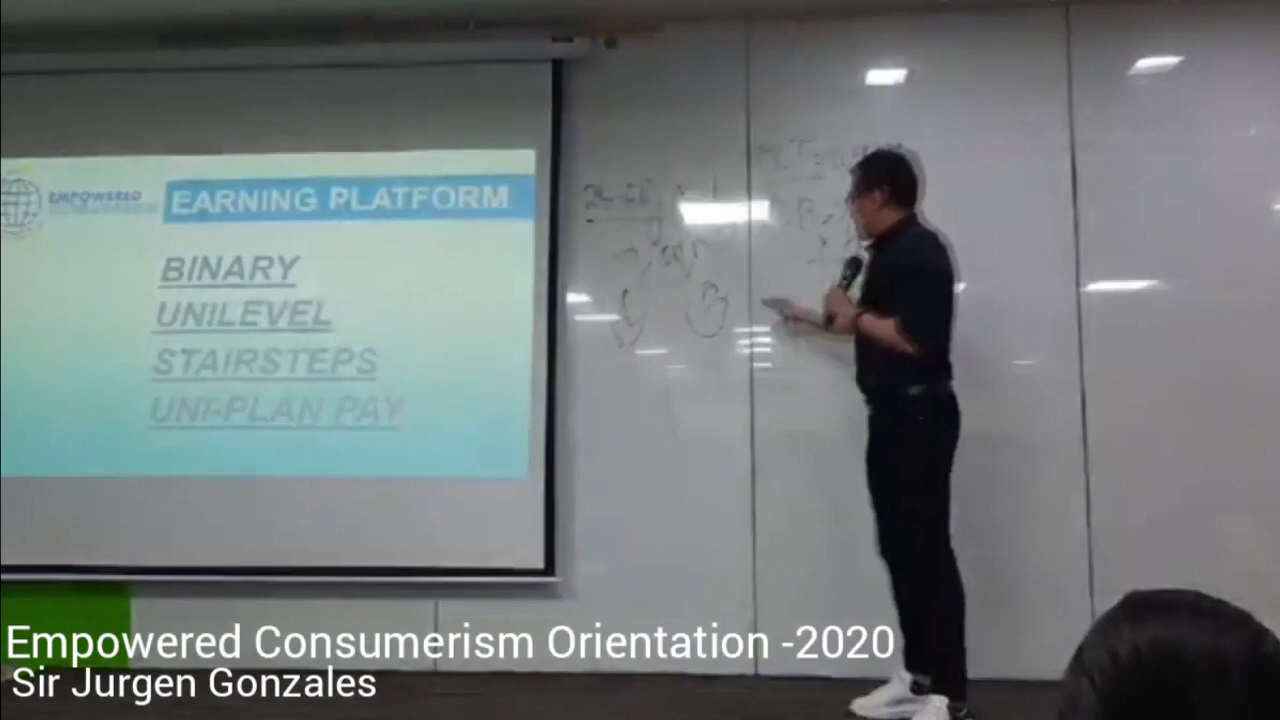 EMPOWERED
EARNING PLATFORM
BINARY
UNILEVEL
STAIRSTEPS
UNI-PLAN PAY
Empowered Consumerism Orientation -2020
Sir Jurgen Gonzales